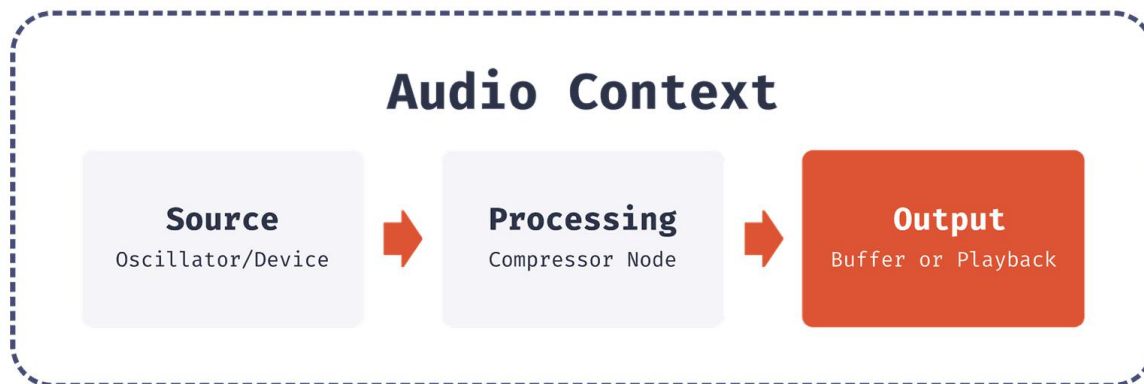 Audio Context
Source
Oscillator/Device
Processing
Compressor Node
Output
Buffer or Playback